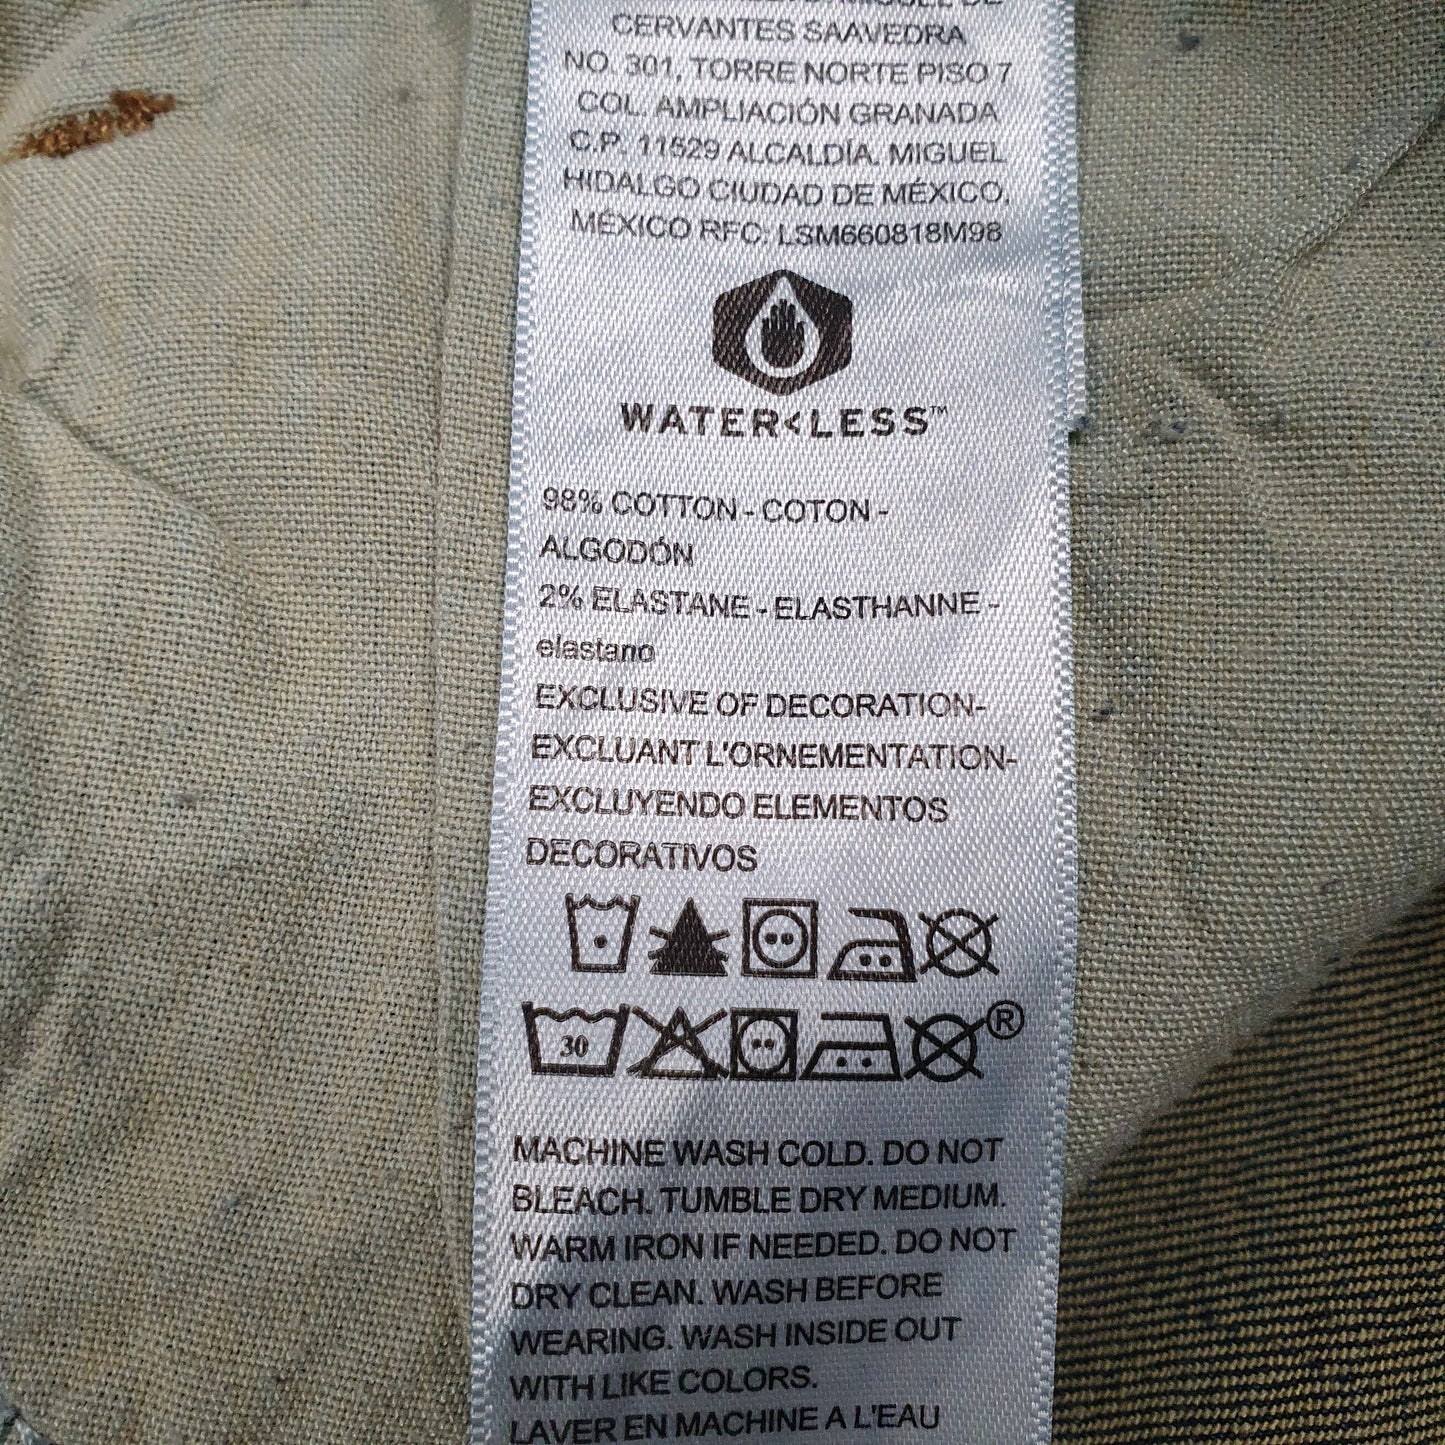 MIGUEL DE
CERVANTES SAAVEDRA
NO. 301, TORRE NORTE PISO 7
COL. AMPLIACIÓN GRANADA
C.P. 11529 ALCALDÍA. MIGUEL
HIDALGO CIUDAD DE MÉXICO,
MÉXICO RFC: LSM660818M98
WATER<LESS™
98% COTTON - COTON -
ALGODÓN
2% ELASTANE - ELASTHANNE -
elastano
EXCLUSIVE OF DECORATION-
EXCLUANT L'ORNEMENTATION-
EXCLUYENDO ELEMENTOS
DECORATIVOS
30 ®
MACHINE WASH COLD. DO NOT
BLEACH. TUMBLE DRY MEDIUM.
WARM IRON IF NEEDED. DO NOT
DRY CLEAN. WASH BEFORE
WEARING. WASH INSIDE OUT
WITH LIKE COLORS.
LAVER EN MACHINE A L'EAU